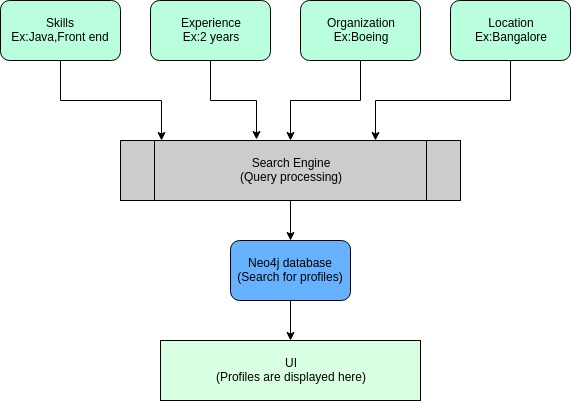 Skills
Ex:Java,Front end
Experience
Ex:2 years
Organization
Ex:Boeing
Location
Ex:Bangalore
Search Engine
(Query processing)
Neo4j database
(Search for profiles)
UI
(Profiles are displayed here)